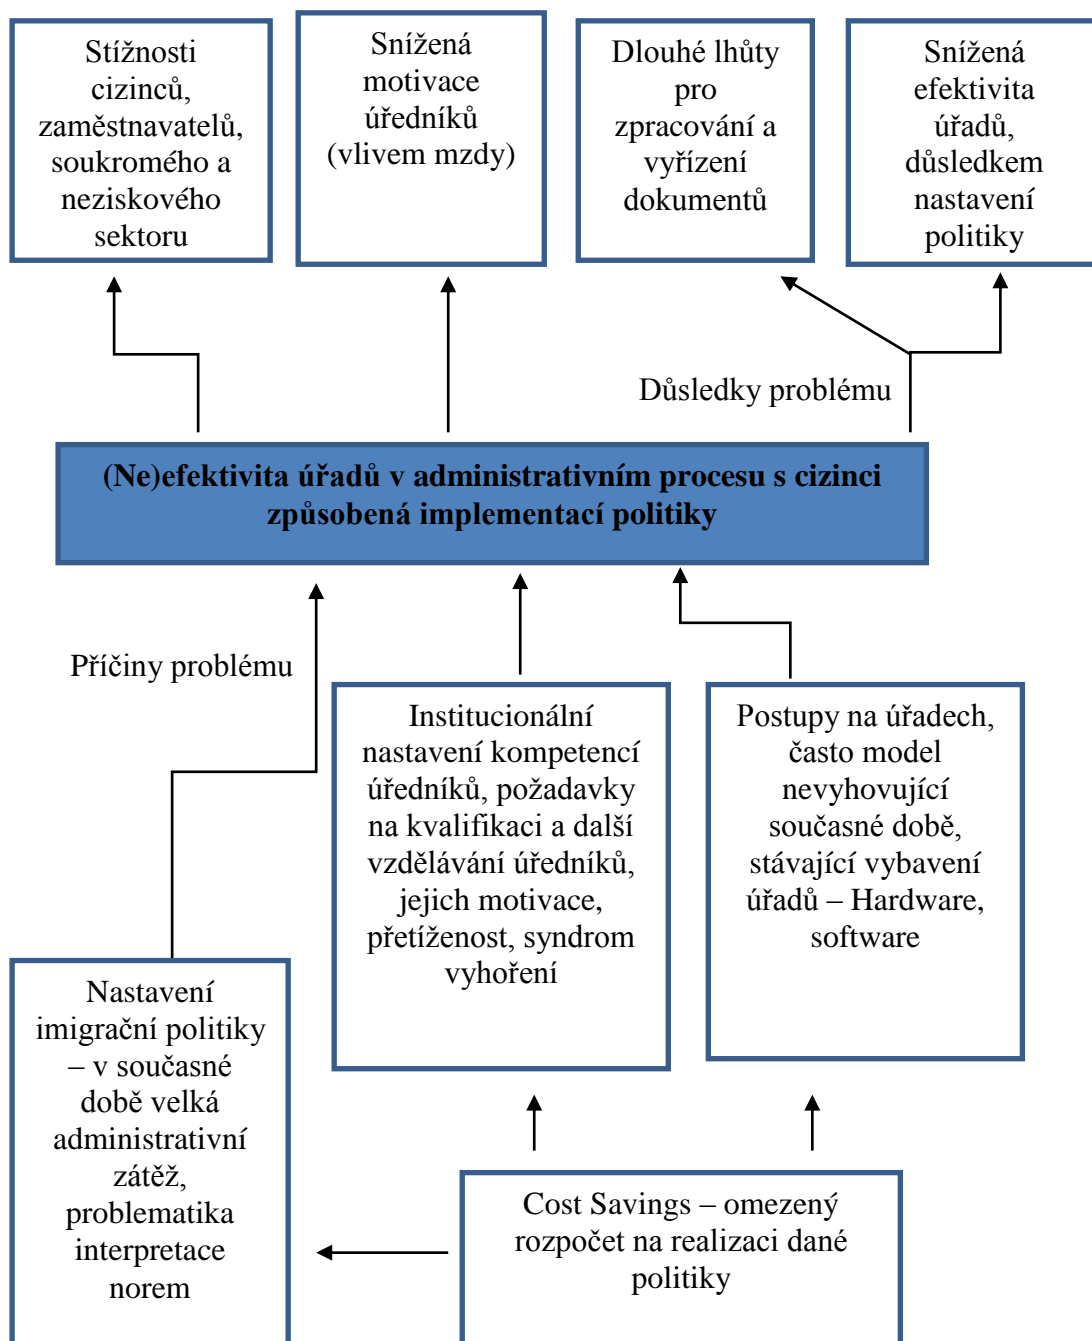 Stížnosti
cizinců,
zaměstnavatelů,
soukromého a
neziskového
sektoru
Snížená
motivace
úředníků
(vlivem mzdy)
Dlouhé lhůty
pro
zpracování a
vyřízení
dokumentů
Snížená
efektivita
úřadů,
důsledkem
nastavení
politiky
Důsledky problému
(Ne)efektivita úřadů v administrativním procesu s cizinci
způsobená implementací politiky
Příčiny problému
Institucionální
nastavení kompetencí
úředníků, požadavky
na kvalifikaci a další
vzdělávání úředníků,
jejich motivace,
přetíženost, syndrom
vyhoření
Postupy na úřadech,
často model
nevyhovující
současné době,
stávající vybavení
úřadů – Hardware,
software
Nastavení
imigrační politiky
– v současné
době velká
administrativní
zátěž,
problematika
interpretace
norem
Cost Savings – omezený
rozpočet na realizaci dané
politiky